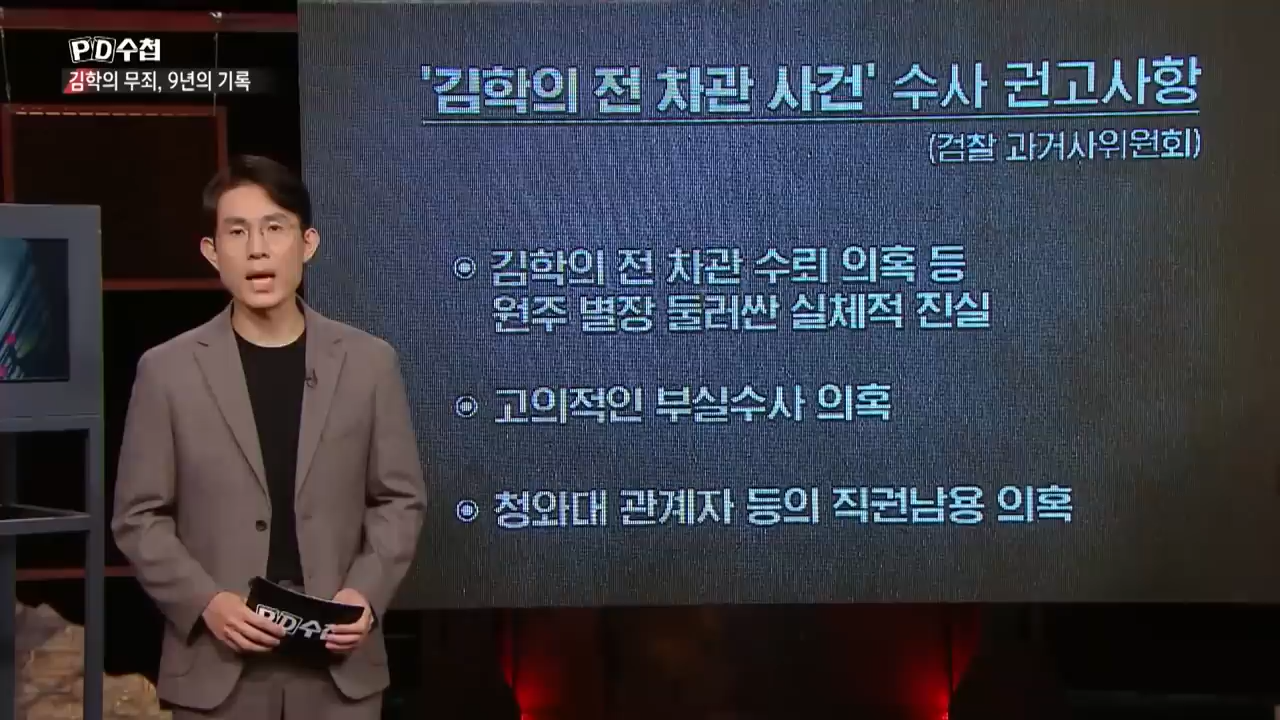 PD수첩
김학의 무죄, 9년의 기록
'김학의 전 차관 사건' 수사 권고사항
(검찰 과거사위원회)
김학의 전 차관 수뢰 의혹 등
원주 별장 둘러싼 실체적 진실
고의적인 부실수사 의혹
청와대 관계자 등의 직권남용 의혹
PD수첩